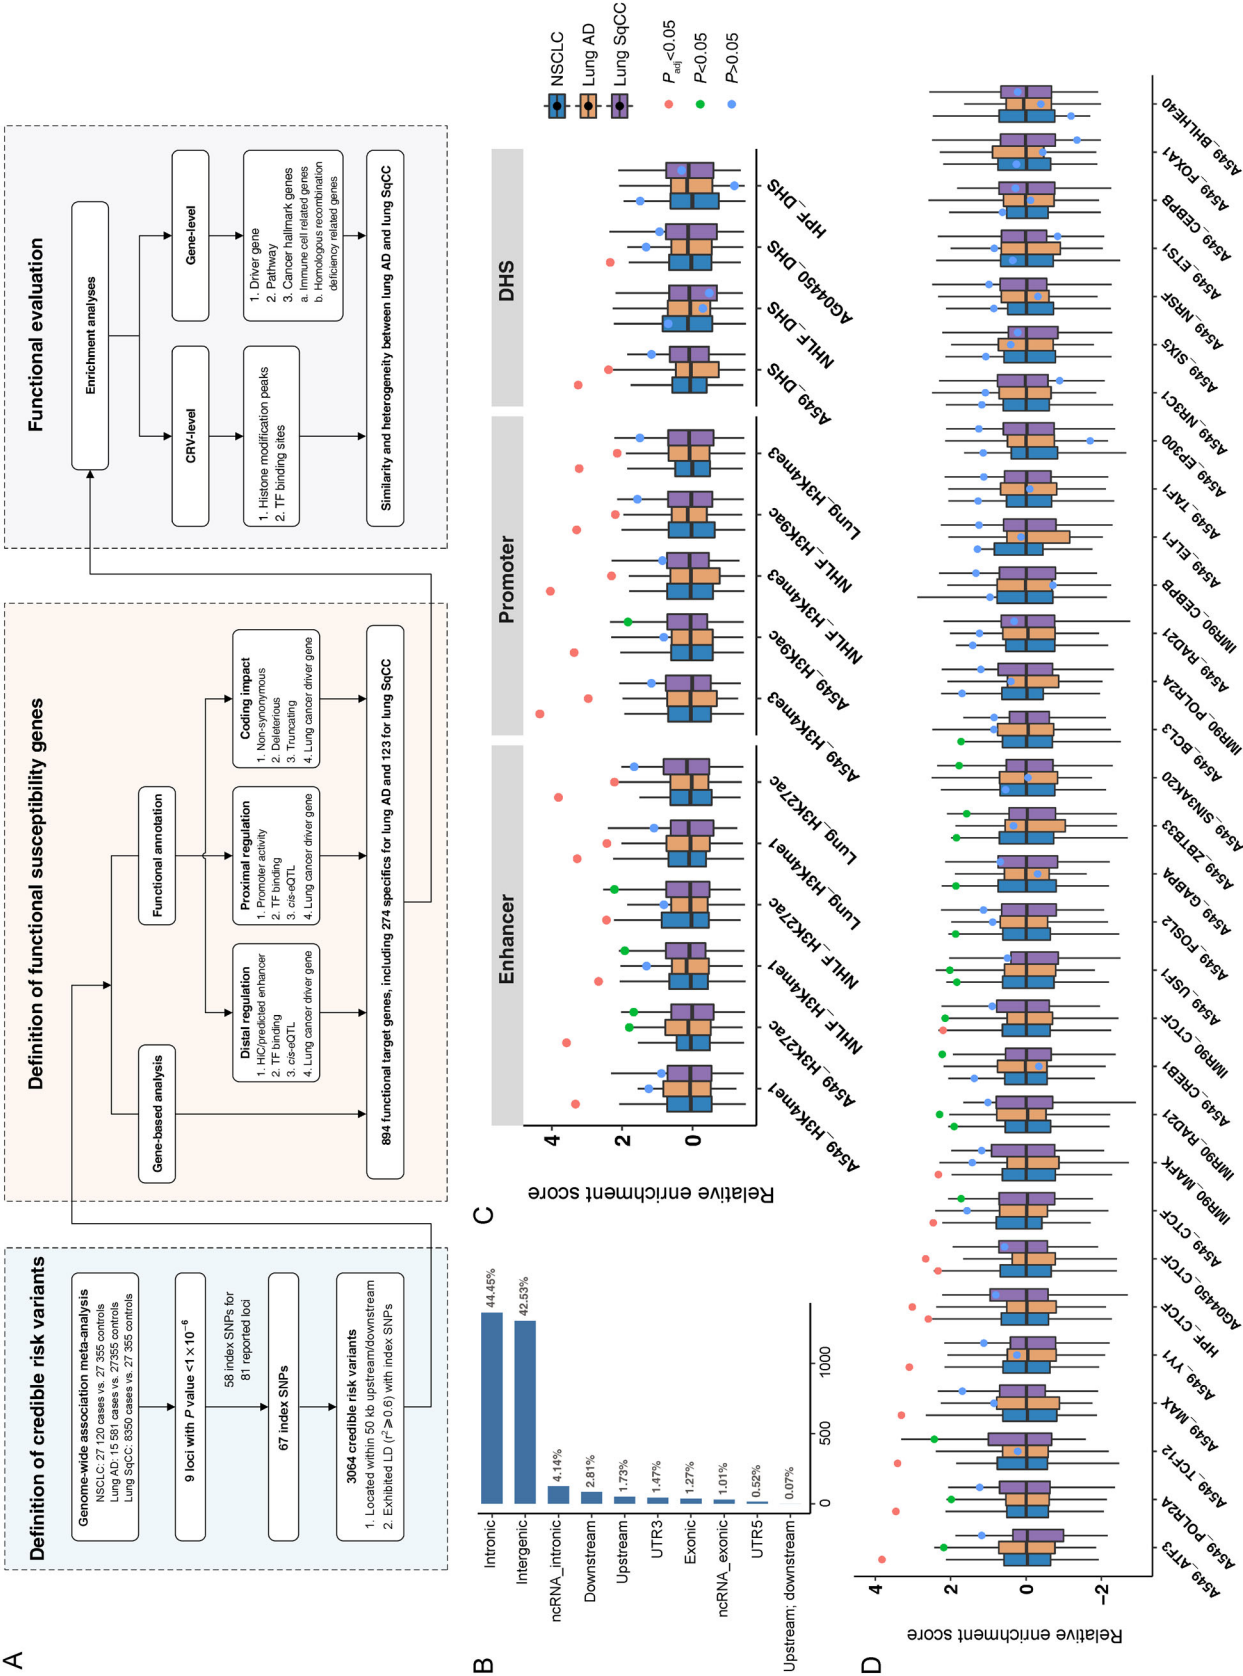 A
Definition of credible risk variants
Genome-wide association meta-analysis
NSCLC: 27 120 cases vs. 27 355 controls
Lung AD: 15 581 cases vs. 27355 controls
Lung SqCC: 8350 cases vs. 27 355 controls
9 loci with P value <1 × 10⁻⁶
58 index SNPs for
81 reported loci
67 index SNPs
3064 credible risk variants
1. Located within 50 kb upstream/downstream
2. Exhibited LD (r² ⩾ 0.6) with index SNPs
Definition of functional susceptibility genes
Gene-based analysis
Functional annotation
Distal regulation
1. HiC/predicted enhancer
2. TF binding
3. cis-eQTL
4. Lung cancer driver gene
Proximal regulation
1. Promoter activity
2. TF binding
3. cis-eQTL
4. Lung cancer driver gene
Coding impact
1. Non-synonymous
2. Deleterious
3. Truncating
4. Lung cancer driver gene
894 functional target genes, including 274 specifics for lung AD and 123 for lung SqCC
Functional evaluation
Enrichment analyses
CRV-level
Gene-level
1. Histone modification peaks
2. TF binding sites
1. Driver gene
2. Pathway
3. Cancer hallmark genes
a. Immune cell related genes
b. Homologous recombination
deficiency related genes
Similarity and heterogeneity between lung AD and lung SqCC
B
Intronic
44.45%
Intergenic
42.53%
ncRNA_intronic
4.14%
Downstream
2.81%
Upstream
1.73%
UTR3
1.47%
Exonic
1.27%
ncRNA_exonic
1.01%
UTR5
0.52%
Upstream; downstream
0.07%
0
500
1000
C
Enhancer
Promoter
DHS
Relative enrichment score
4
2
0
A549_H3K4me1
A549_H3K27ac
NHLF_H3K4me1
NHLF_H3K27ac
Lung_H3K4me1
Lung_H3K27ac
A549_H3K4me3
A549_H3K9ac
NHLF_H3K4me3
NHLF_H3K9ac
Lung_H3K4me3
A549_DHS
NHLF_DHS
AG04450_DHS
HPF_DHS
NSCLC
Lung AD
Lung SqCC
Padj<0.05
P<0.05
P>0.05
D
Relative enrichment score
4
2
0
−2
A549_ATF3
A549_POLR2A
A549_TCF12
A549_MAX
A549_YY1
HPF_CTCF
AG04450_CTCF
A549_CTCF
IMR90_MAFK
IMR90_RAD21
A549_CREB1
IMR90_CTCF
A549_USF1
A549_FOSL2
A549_GABPA
A549_ZBTB33
A549_SIN3AK20
A549_BCL3
IMR90_POLR2A
A549_RAD21
IMR90_CEBPB
A549_ELF1
A549_TAF1
A549_EP300
A549_NR3C1
A549_SIX5
A549_NRSF
A549_ETS1
A549_CEBPB
A549_FOXA1
A549_BHLHE40